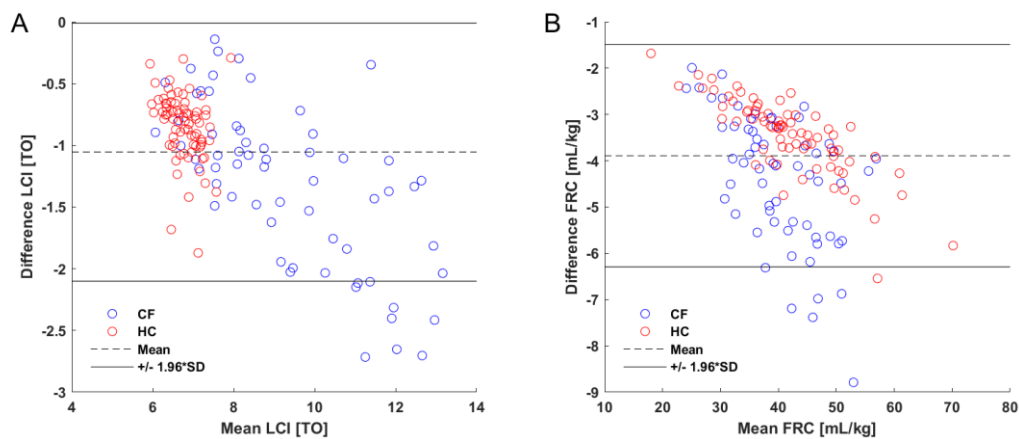 A
Difference LCI [TO]
0
-0.5
-1
-1.5
-2
-2.5
-3
CF
HC
Mean
+/- 1.96*SD
4 6 8 10 12 14
Mean LCI [TO]
B
Difference FRC [mL/kg]
-1
-2
-3
-4
-5
-6
-7
-8
-9
CF
HC
Mean
+/- 1.96*SD
10 20 30 40 50 60 70 80
Mean FRC [mL/kg]